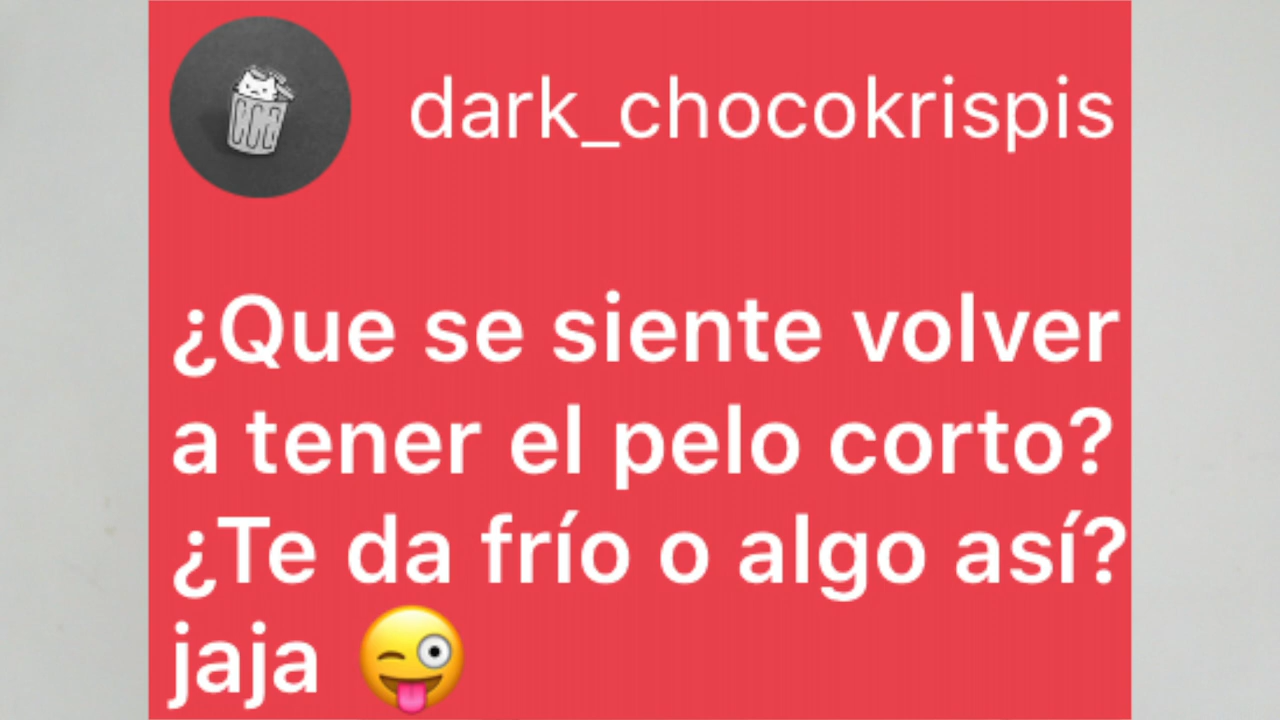 dark_chocokrispis
¿Que se siente volver
a tener el pelo corto?
¿Te da frío o algo así?
jaja 😜